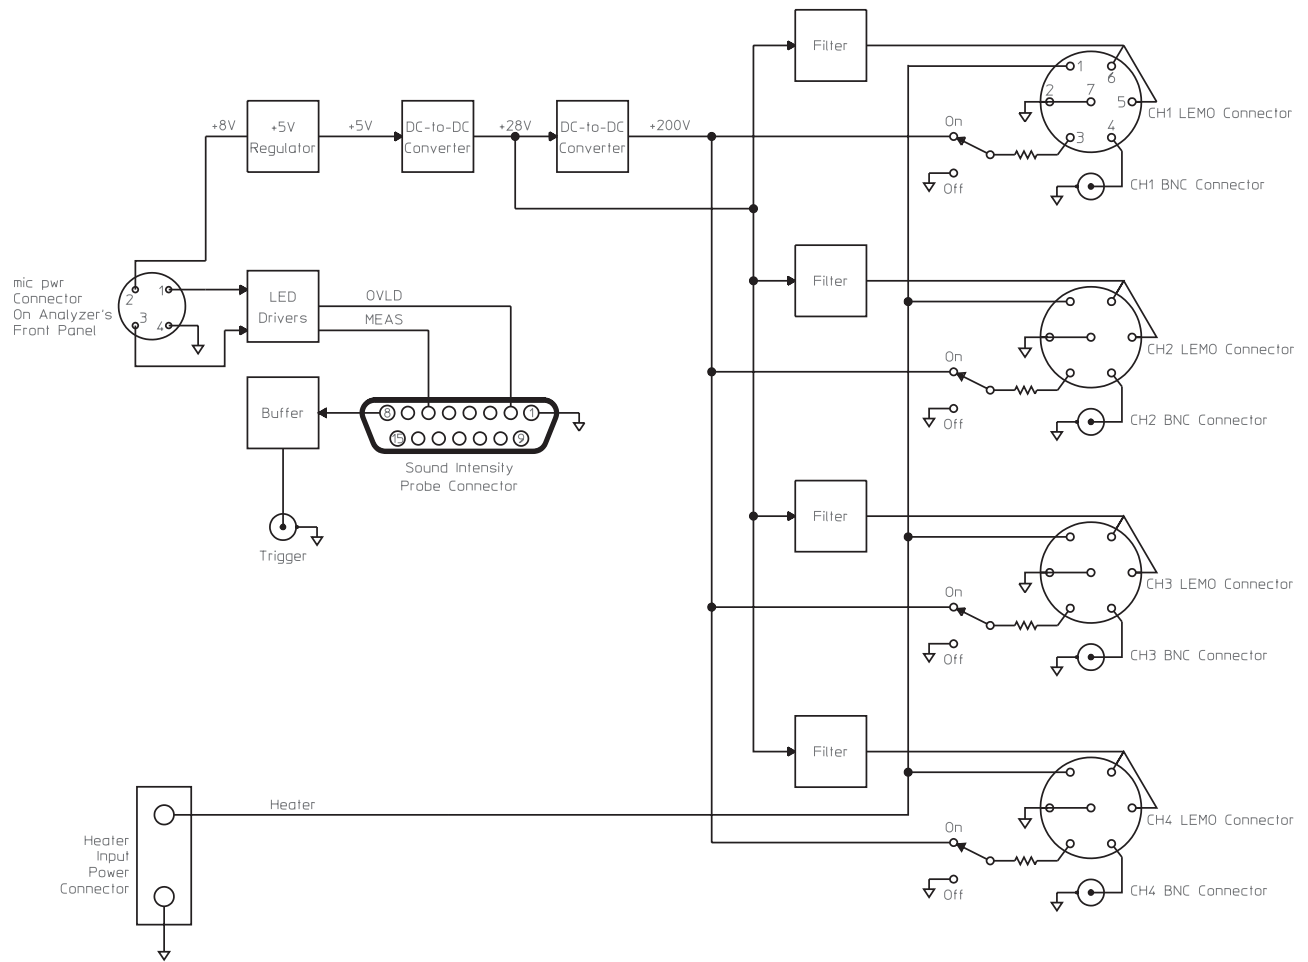 Filter
1
6
2
7
5
3
4
CH1 LEMO Connector
CH1 BNC Connector
On
Off
+8V
+5V
Regulator
+5V
DC-to-DC
Converter
+28V
DC-to-DC
Converter
+200V
mic pwr
Connector
On Analyzer's
Front Panel
2
1
3
4
LED
Drivers
OVLD
MEAS
Buffer
8
1
15
9
Sound Intensity
Probe Connector
Trigger
Filter
On
Off
CH2 LEMO Connector
CH2 BNC Connector
Filter
On
Off
CH3 LEMO Connector
CH3 BNC Connector
Filter
On
Off
CH4 LEMO Connector
CH4 BNC Connector
Heater
Heater
Input
Power
Connector